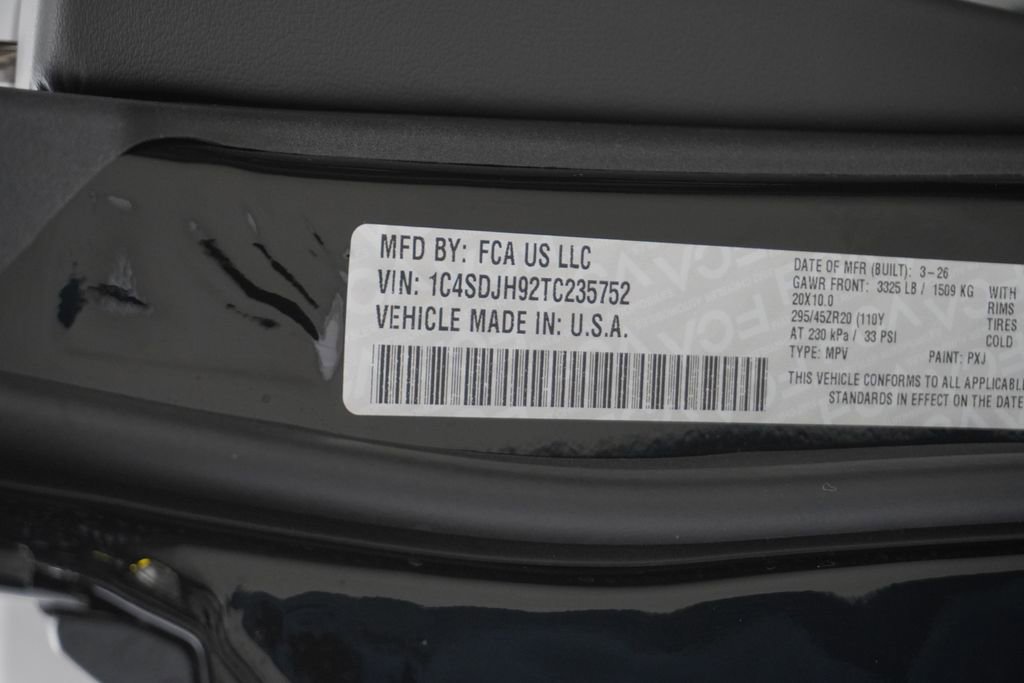 MFD BY: FCA US LLC
VIN: 1C4SDJH92TC235752
VEHICLE MADE IN: U.S.A.
DATE OF MFR (BUILT): 3-26
GAWR FRONT: 3325 LB / 1509 KG WITH
20X10.0 RIMS
295/45ZR20 (110Y TIRES
AT 230 kPa / 33 PSI COLD
TYPE: MPV PAINT: PXJ
THIS VEHICLE CONFORMS TO ALL APPLICABL
STANDARDS IN EFFECT ON THE DATE